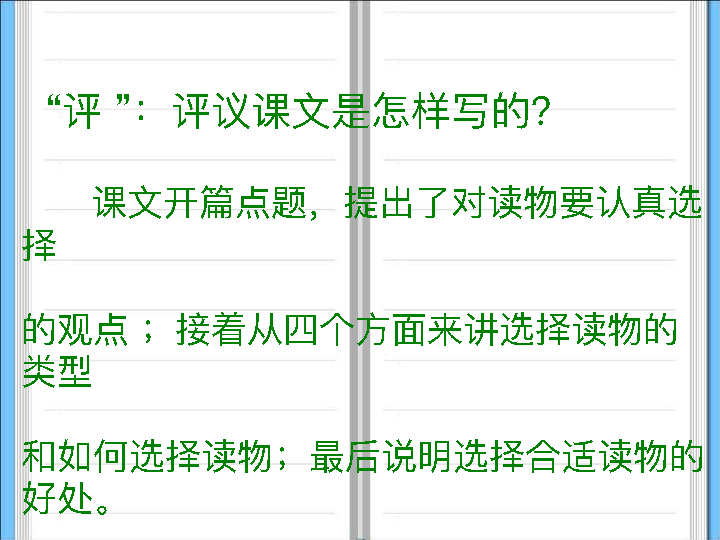 “评 ”：评议课文是怎样写的?
课文开篇点题，提出了对读物要认真选
择
的观点 ；接着从四个方面来讲选择读物的
类型
和如何选择读物；最后说明选择合适读物的
好处。